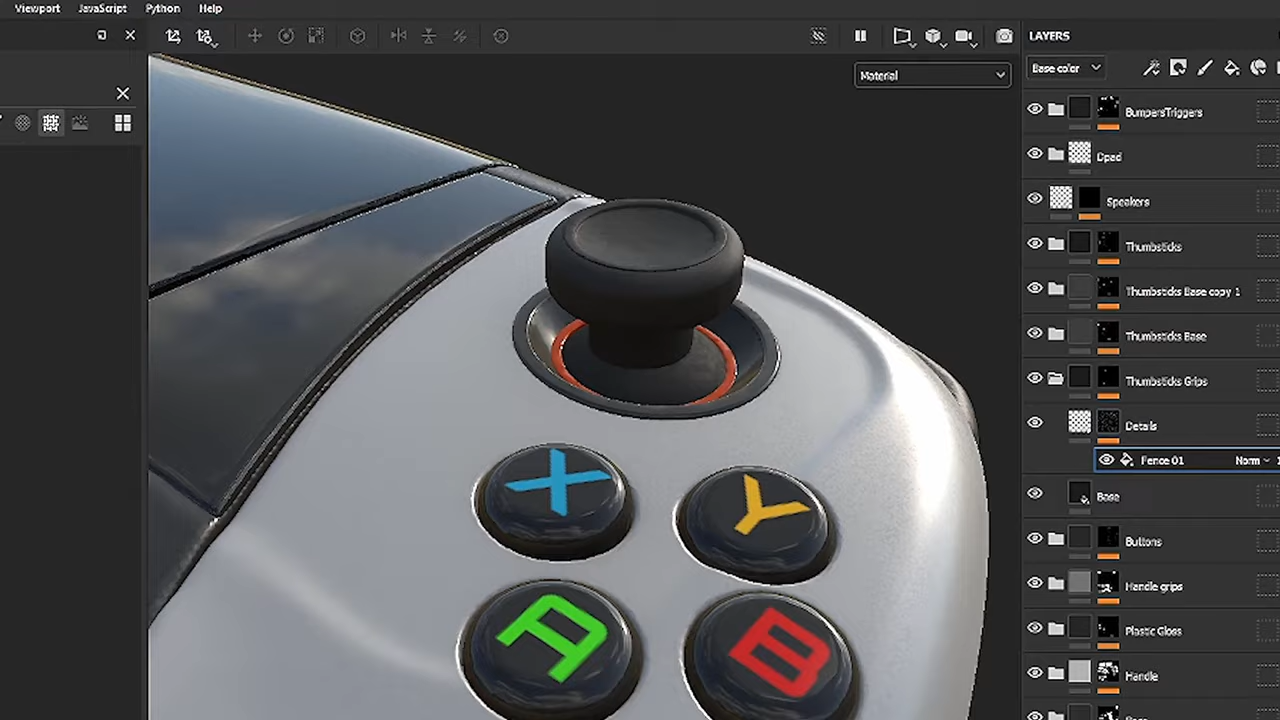 Viewport JavaScript Python Help
LAYERS
Material
Base color
BumpersTriggers
Dpad
Speakers
Thumbsticks
Thumbsticks Base copy 1
Thumbsticks Base
Thumbsticks Grips
Details
Fence 01 Norm
Base
Buttons
Handle grips
Plastic Gloss
Handle
X Y
A B